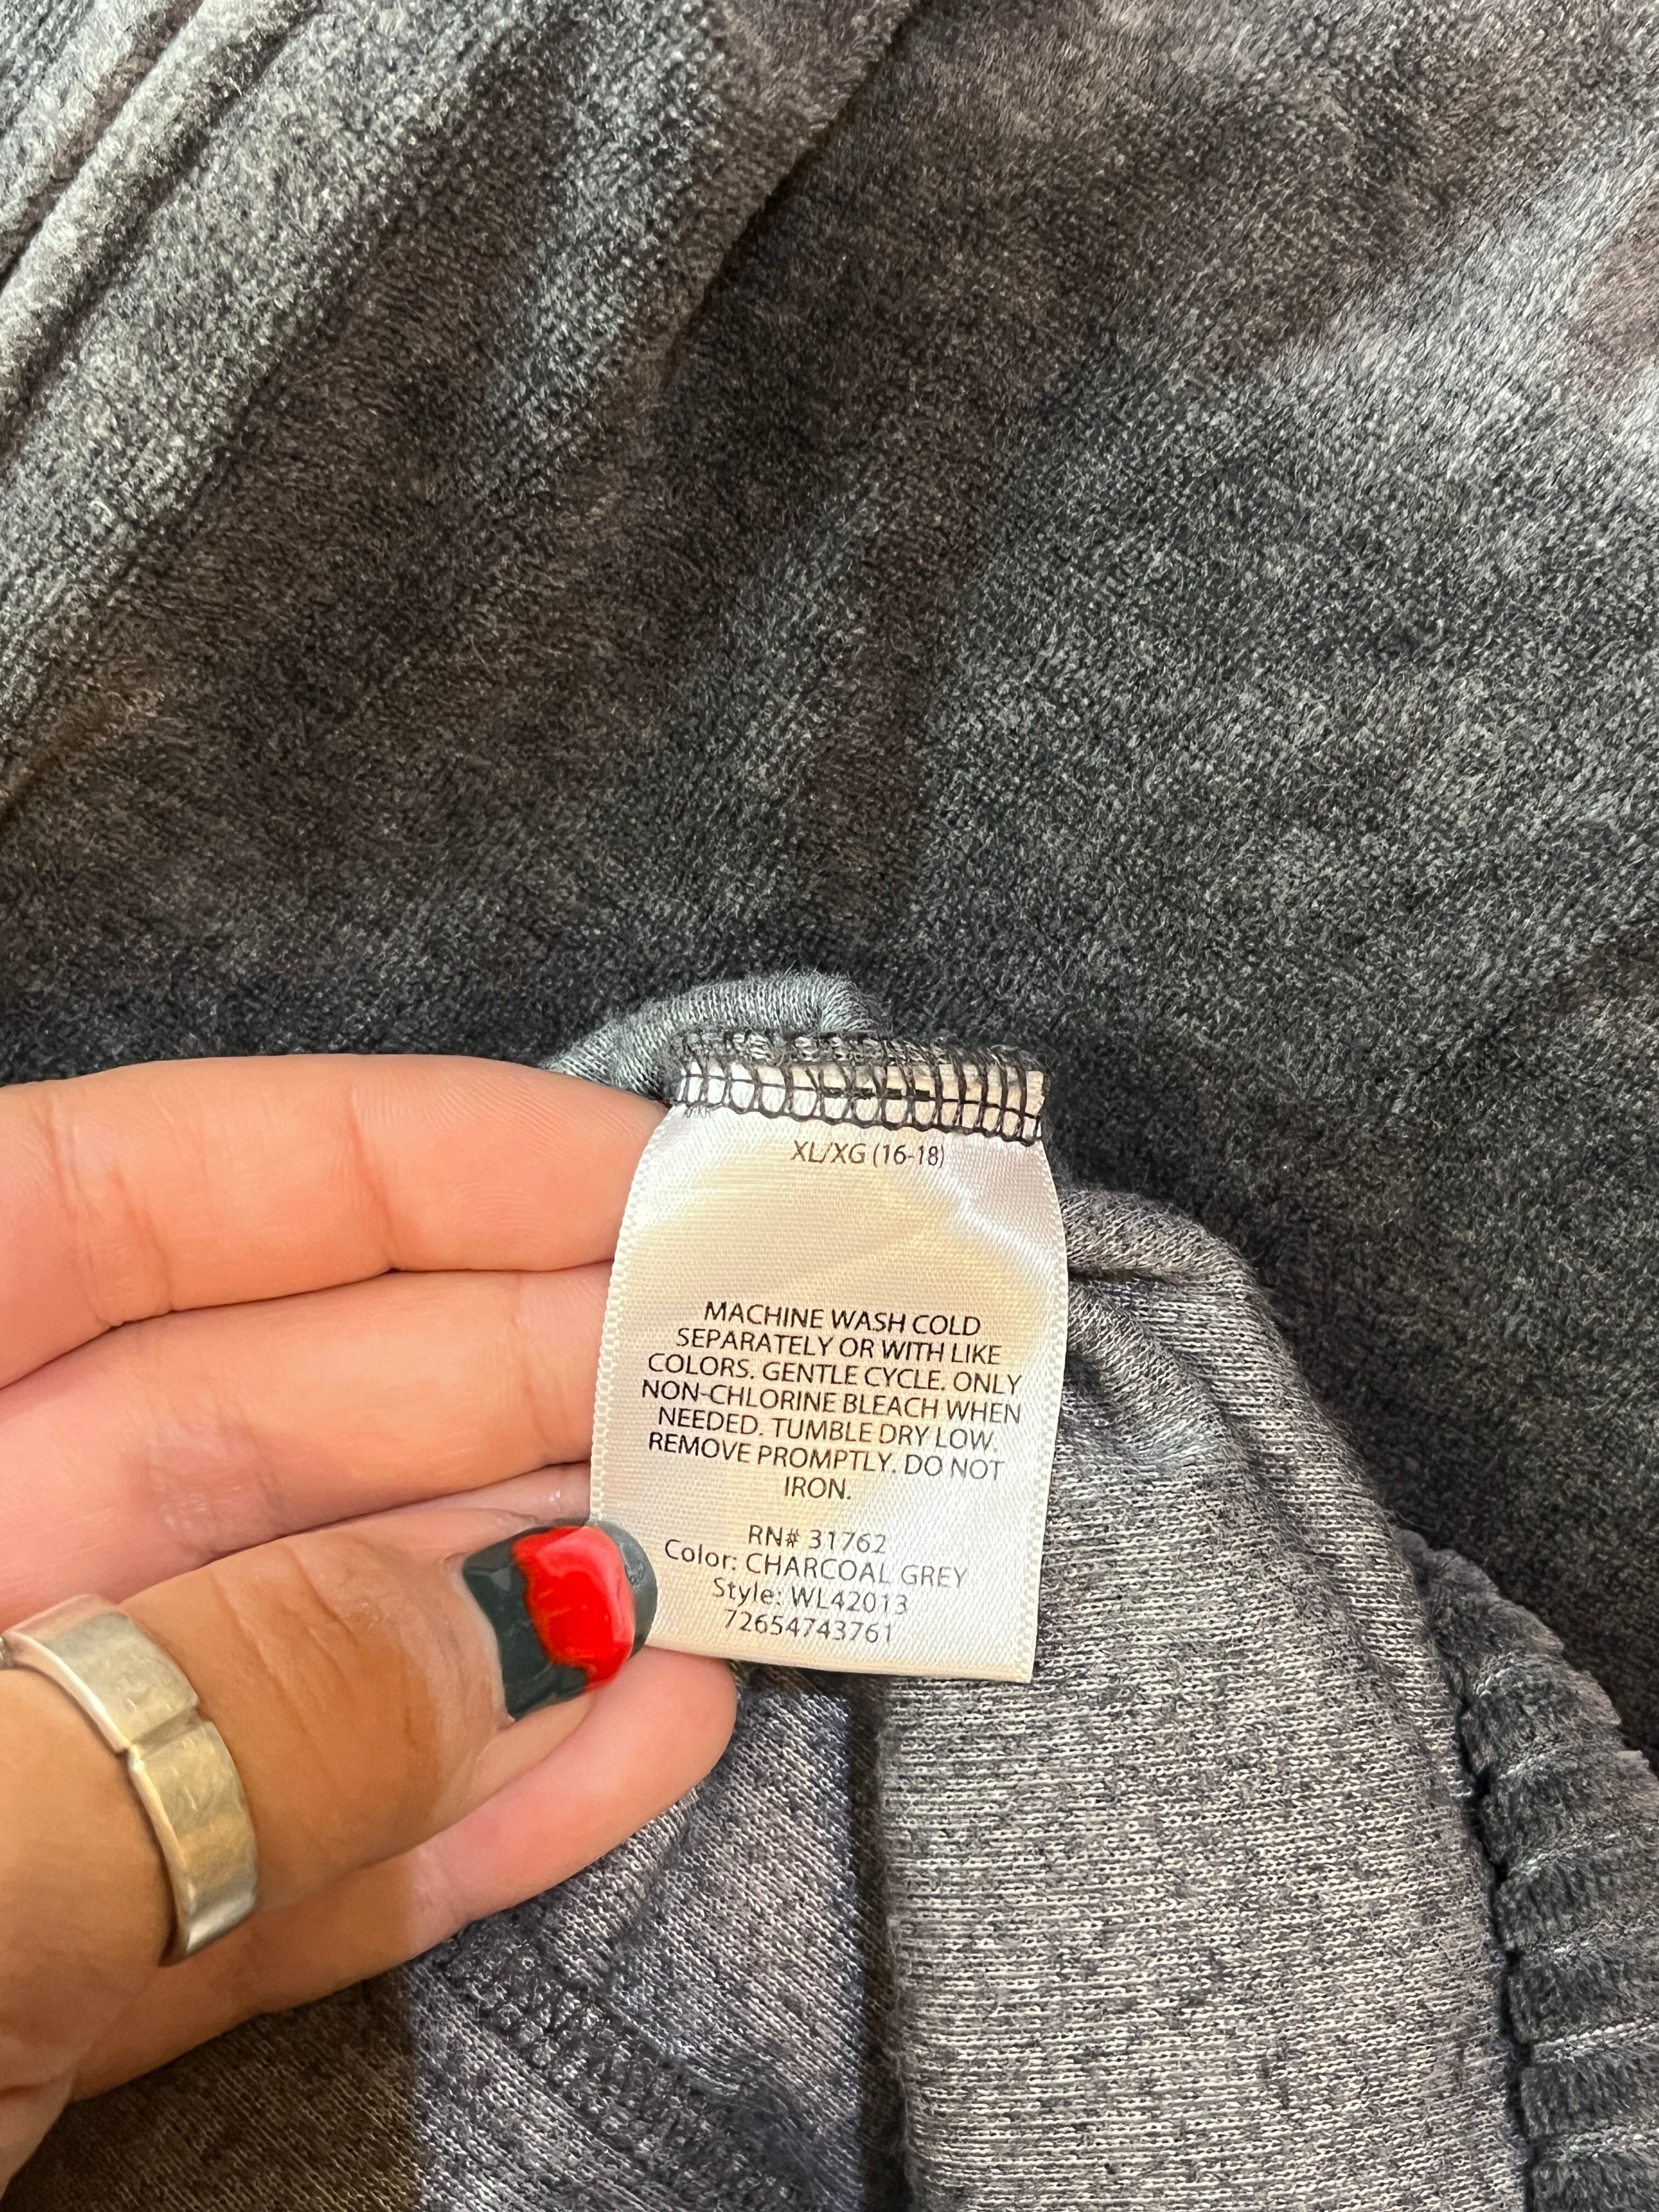 XL/XG (16-18)
MACHINE WASH COLD
SEPARATELY OR WITH LIKE
COLORS. GENTLE CYCLE. ONLY
NON-CHLORINE BLEACH WHEN
NEEDED. TUMBLE DRY LOW.
REMOVE PROMPTLY. DO NOT
IRON.
RN# 31762
Color: CHARCOAL GREY
Style: WL42013
72654743761